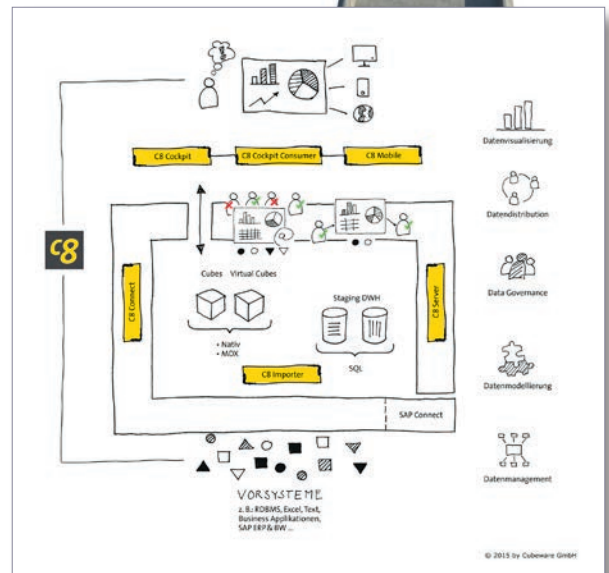 C8 Cockpit
C8 Cockpit Consumer
C8 Mobile
Datenvisualisierung
Datendistribution
C8
Cubes
Virtual Cubes
Staging DWH
C8 Connect
C8 Server
Data Governance
• Nativ
• MDX
SQL
C8 Importer
Datenmodellierung
SAP Connect
VORSYSTEME
z. B.: RDBMS, Excel, Text,
Business Applikationen,
SAP ERP & BW ...
Datenmanagement
© 2015 by Cubeware GmbH